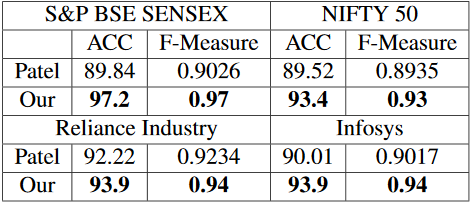 S&P BSE SENSEX NIFTY 50
ACC F-Measure ACC F-Measure
Patel 89.84 0.9026 89.52 0.8935
Our 97.2 0.97 93.4 0.93
Reliance Industry Infosys
Patel 92.22 0.9234 90.01 0.9017
Our 93.9 0.94 93.9 0.94